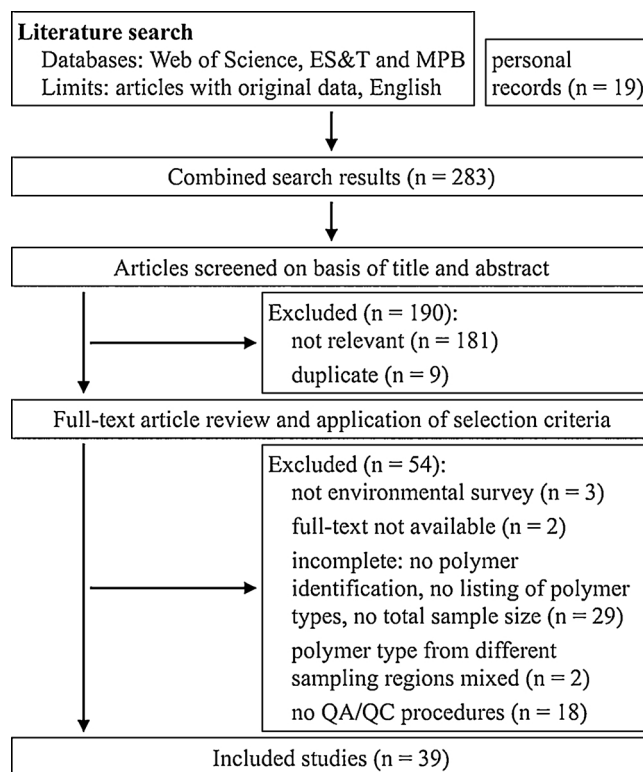 Literature search
Databases: Web of Science, ES&T and MPB
Limits: articles with original data, English
personal
records (n = 19)
Combined search results (n = 283)
Articles screened on basis of title and abstract
Excluded (n = 190):
not relevant (n = 181)
duplicate (n = 9)
Full-text article review and application of selection criteria
Excluded (n = 54):
not environmental survey (n = 3)
full-text not available (n = 2)
incomplete: no polymer
identification, no listing of polymer
types, no total sample size (n = 29)
polymer type from different
sampling regions mixed (n = 2)
no QA/QC procedures (n = 18)
Included studies (n = 39)